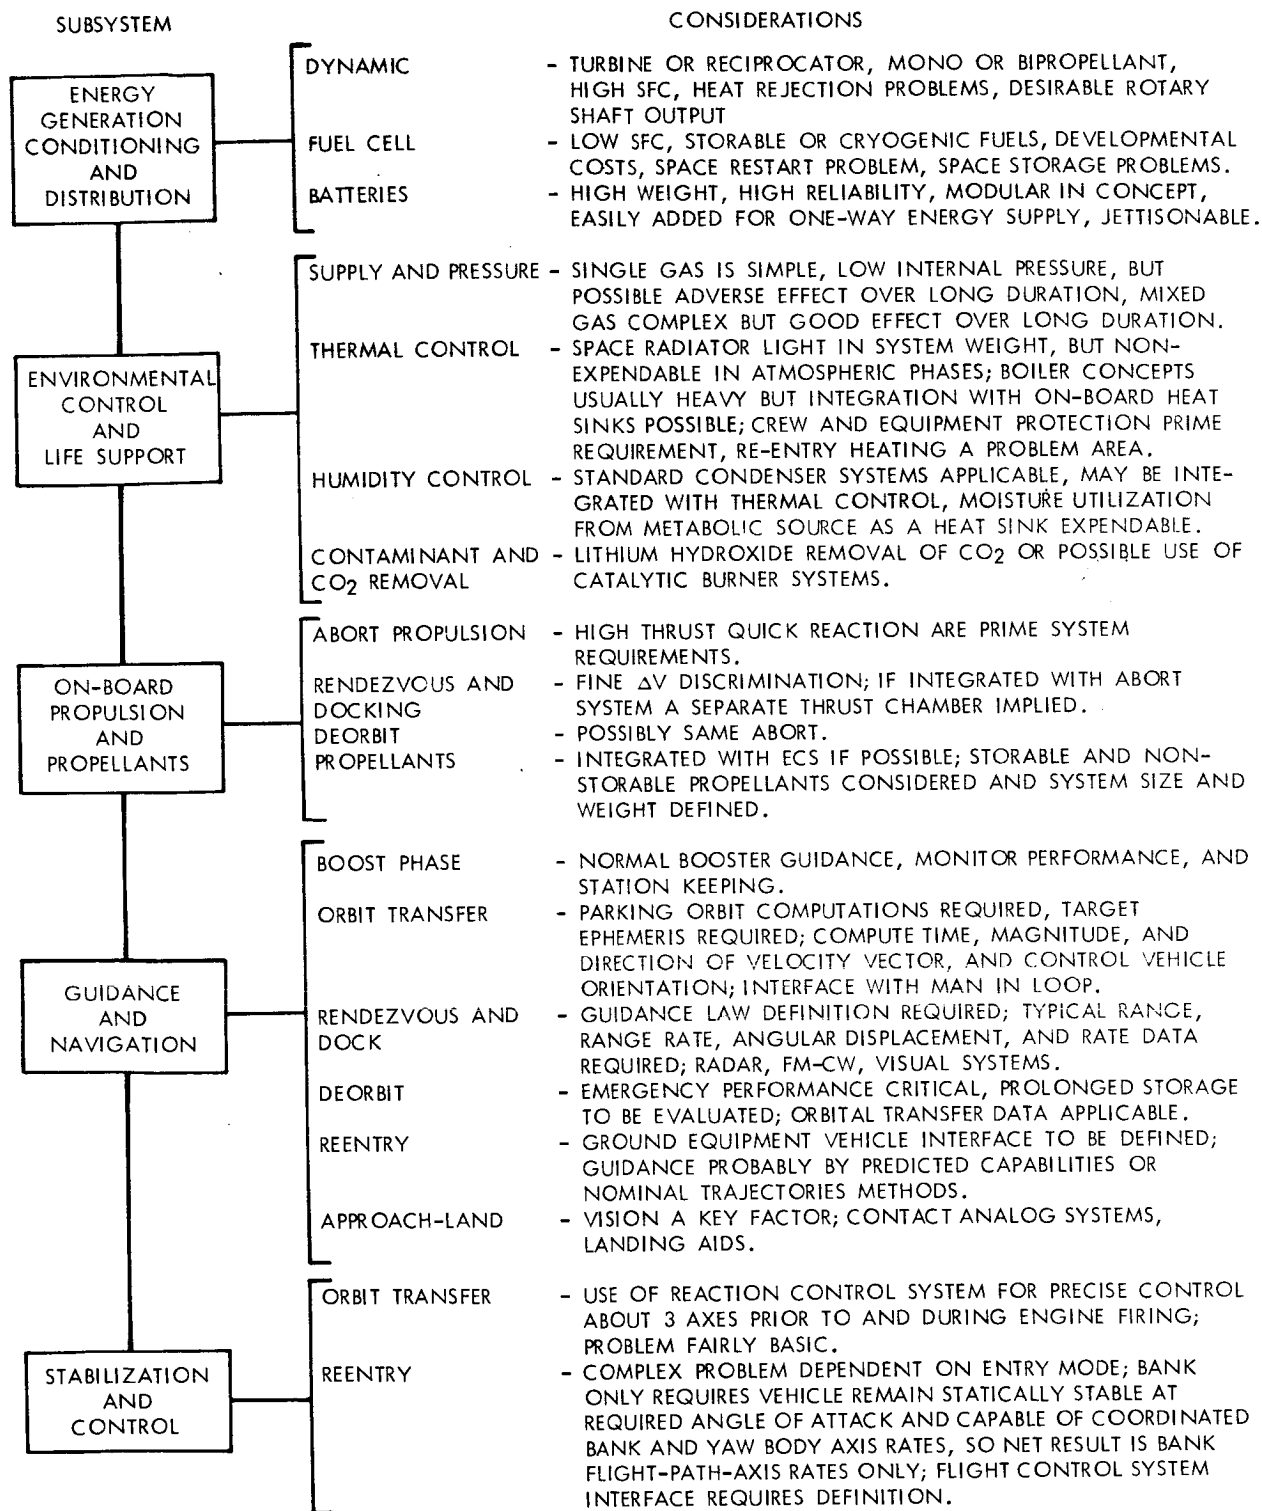 SUBSYSTEM
CONSIDERATIONS
ENERGY
GENERATION
CONDITIONING
AND
DISTRIBUTION
DYNAMIC - TURBINE OR RECIPROCATOR, MONO OR BIPROPELLANT,
HIGH SFC, HEAT REJECTION PROBLEMS, DESIRABLE ROTARY
SHAFT OUTPUT
FUEL CELL - LOW SFC, STORABLE OR CRYOGENIC FUELS, DEVELOPMENTAL
COSTS, SPACE RESTART PROBLEM, SPACE STORAGE PROBLEMS.
BATTERIES - HIGH WEIGHT, HIGH RELIABILITY, MODULAR IN CONCEPT,
EASILY ADDED FOR ONE-WAY ENERGY SUPPLY, JETTISONABLE.
ENVIRONMENTAL
CONTROL
AND
LIFE SUPPORT
SUPPLY AND PRESSURE - SINGLE GAS IS SIMPLE, LOW INTERNAL PRESSURE, BUT
POSSIBLE ADVERSE EFFECT OVER LONG DURATION, MIXED
GAS COMPLEX BUT GOOD EFFECT OVER LONG DURATION.
THERMAL CONTROL - SPACE RADIATOR LIGHT IN SYSTEM WEIGHT, BUT NON-
EXPENDABLE IN ATMOSPHERIC PHASES; BOILER CONCEPTS
USUALLY HEAVY BUT INTEGRATION WITH ON-BOARD HEAT
SINKS POSSIBLE; CREW AND EQUIPMENT PROTECTION PRIME
REQUIREMENT, RE-ENTRY HEATING A PROBLEM AREA.
HUMIDITY CONTROL - STANDARD CONDENSER SYSTEMS APPLICABLE, MAY BE INTE-
GRATED WITH THERMAL CONTROL, MOISTURE UTILIZATION
FROM METABOLIC SOURCE AS A HEAT SINK EXPENDABLE.
CONTAMINANT AND - LITHIUM HYDROXIDE REMOVAL OF CO2 OR POSSIBLE USE OF
CO2 REMOVAL CATALYTIC BURNER SYSTEMS.
ON-BOARD
PROPULSION
AND
PROPELLANTS
ABORT PROPULSION - HIGH THRUST QUICK REACTION ARE PRIME SYSTEM
REQUIREMENTS.
RENDEZVOUS AND - FINE ΔV DISCRIMINATION; IF INTEGRATED WITH ABORT
DOCKING SYSTEM A SEPARATE THRUST CHAMBER IMPLIED.
DEORBIT - POSSIBLY SAME ABORT.
PROPELLANTS - INTEGRATED WITH ECS IF POSSIBLE; STORABLE AND NON-
STORABLE PROPELLANTS CONSIDERED AND SYSTEM SIZE AND
WEIGHT DEFINED.
GUIDANCE
AND
NAVIGATION
BOOST PHASE - NORMAL BOOSTER GUIDANCE, MONITOR PERFORMANCE, AND
STATION KEEPING.
ORBIT TRANSFER - PARKING ORBIT COMPUTATIONS REQUIRED, TARGET
EPHEMERIS REQUIRED; COMPUTE TIME, MAGNITUDE, AND
DIRECTION OF VELOCITY VECTOR, AND CONTROL VEHICLE
ORIENTATION; INTERFACE WITH MAN IN LOOP.
RENDEZVOUS AND - GUIDANCE LAW DEFINITION REQUIRED; TYPICAL RANGE,
DOCK RANGE RATE, ANGULAR DISPLACEMENT, AND RATE DATA
REQUIRED; RADAR, FM-CW, VISUAL SYSTEMS.
DEORBIT - EMERGENCY PERFORMANCE CRITICAL, PROLONGED STORAGE
TO BE EVALUATED; ORBITAL TRANSFER DATA APPLICABLE.
REENTRY - GROUND EQUIPMENT VEHICLE INTERFACE TO BE DEFINED;
GUIDANCE PROBABLY BY PREDICTED CAPABILITIES OR
NOMINAL TRAJECTORIES METHODS.
APPROACH-LAND - VISION A KEY FACTOR; CONTACT ANALOG SYSTEMS,
LANDING AIDS.
STABILIZATION
AND
CONTROL
ORBIT TRANSFER - USE OF REACTION CONTROL SYSTEM FOR PRECISE CONTROL
ABOUT 3 AXES PRIOR TO AND DURING ENGINE FIRING;
PROBLEM FAIRLY BASIC.
REENTRY - COMPLEX PROBLEM DEPENDENT ON ENTRY MODE; BANK
ONLY REQUIRES VEHICLE REMAIN STATICALLY STABLE AT
REQUIRED ANGLE OF ATTACK AND CAPABLE OF COORDINATED
BANK AND YAW BODY AXIS RATES, SO NET RESULT IS BANK
FLIGHT-PATH-AXIS RATES ONLY; FLIGHT CONTROL SYSTEM
INTERFACE REQUIRES DEFINITION.